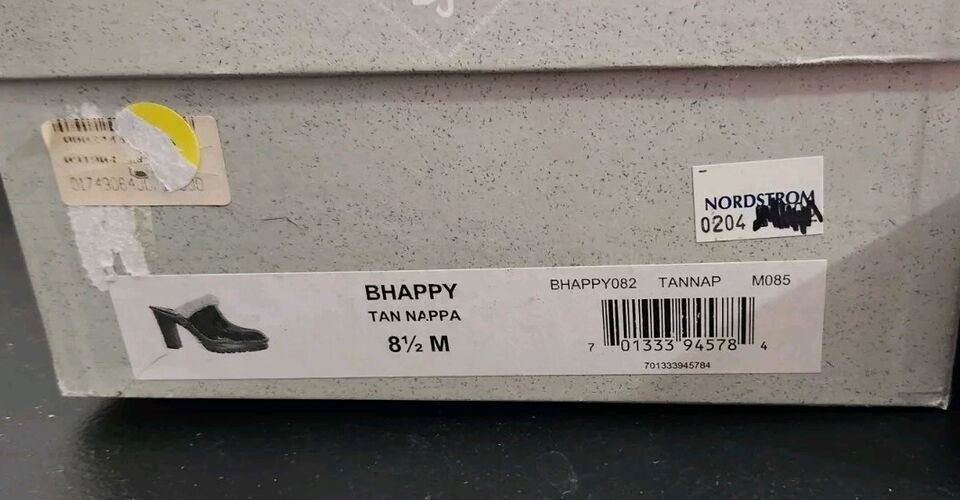 NORDSTROM
0204
BHAPPY
TAN NAPPA
8½ M
BHAPPY082 TANNAP M085
7 01333 94578 4
701333945784